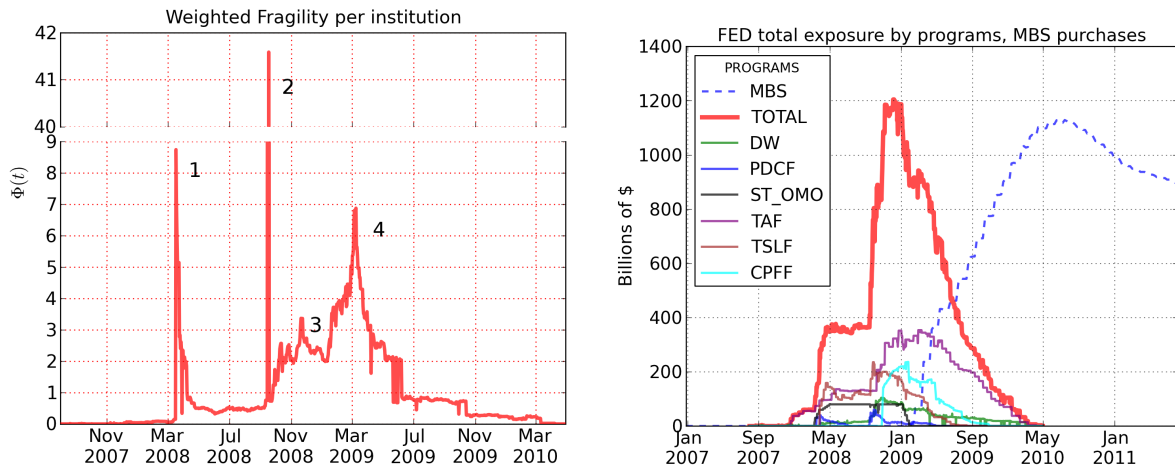 Weighted Fragility per institution
42
41
40
9
8
7
6
5
4
3
2
1
0
Φ(t)
1
2
3
4
Nov Mar Jul Nov Mar Jul Nov Mar
2007 2008 2008 2008 2009 2009 2009 2010
FED total exposure by programs, MBS purchases
1400
1200
1000
800
600
400
200
0
Billions of $
PROGRAMS
MBS
TOTAL
DW
PDCF
ST_OMO
TAF
TSLF
CPFF
Jan Sep May Jan Sep May Jan
2007 2007 2008 2009 2009 2010 2011